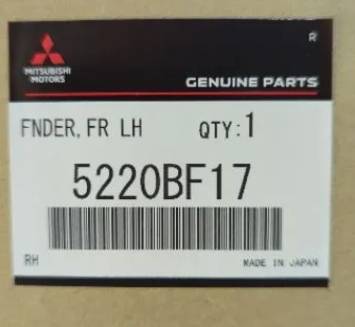 R
MITSUBISHI
MOTORS
GENUINE PARTS
FNDER, FR LH QTY:1
5220BF17
RH MADE IN JAPAN